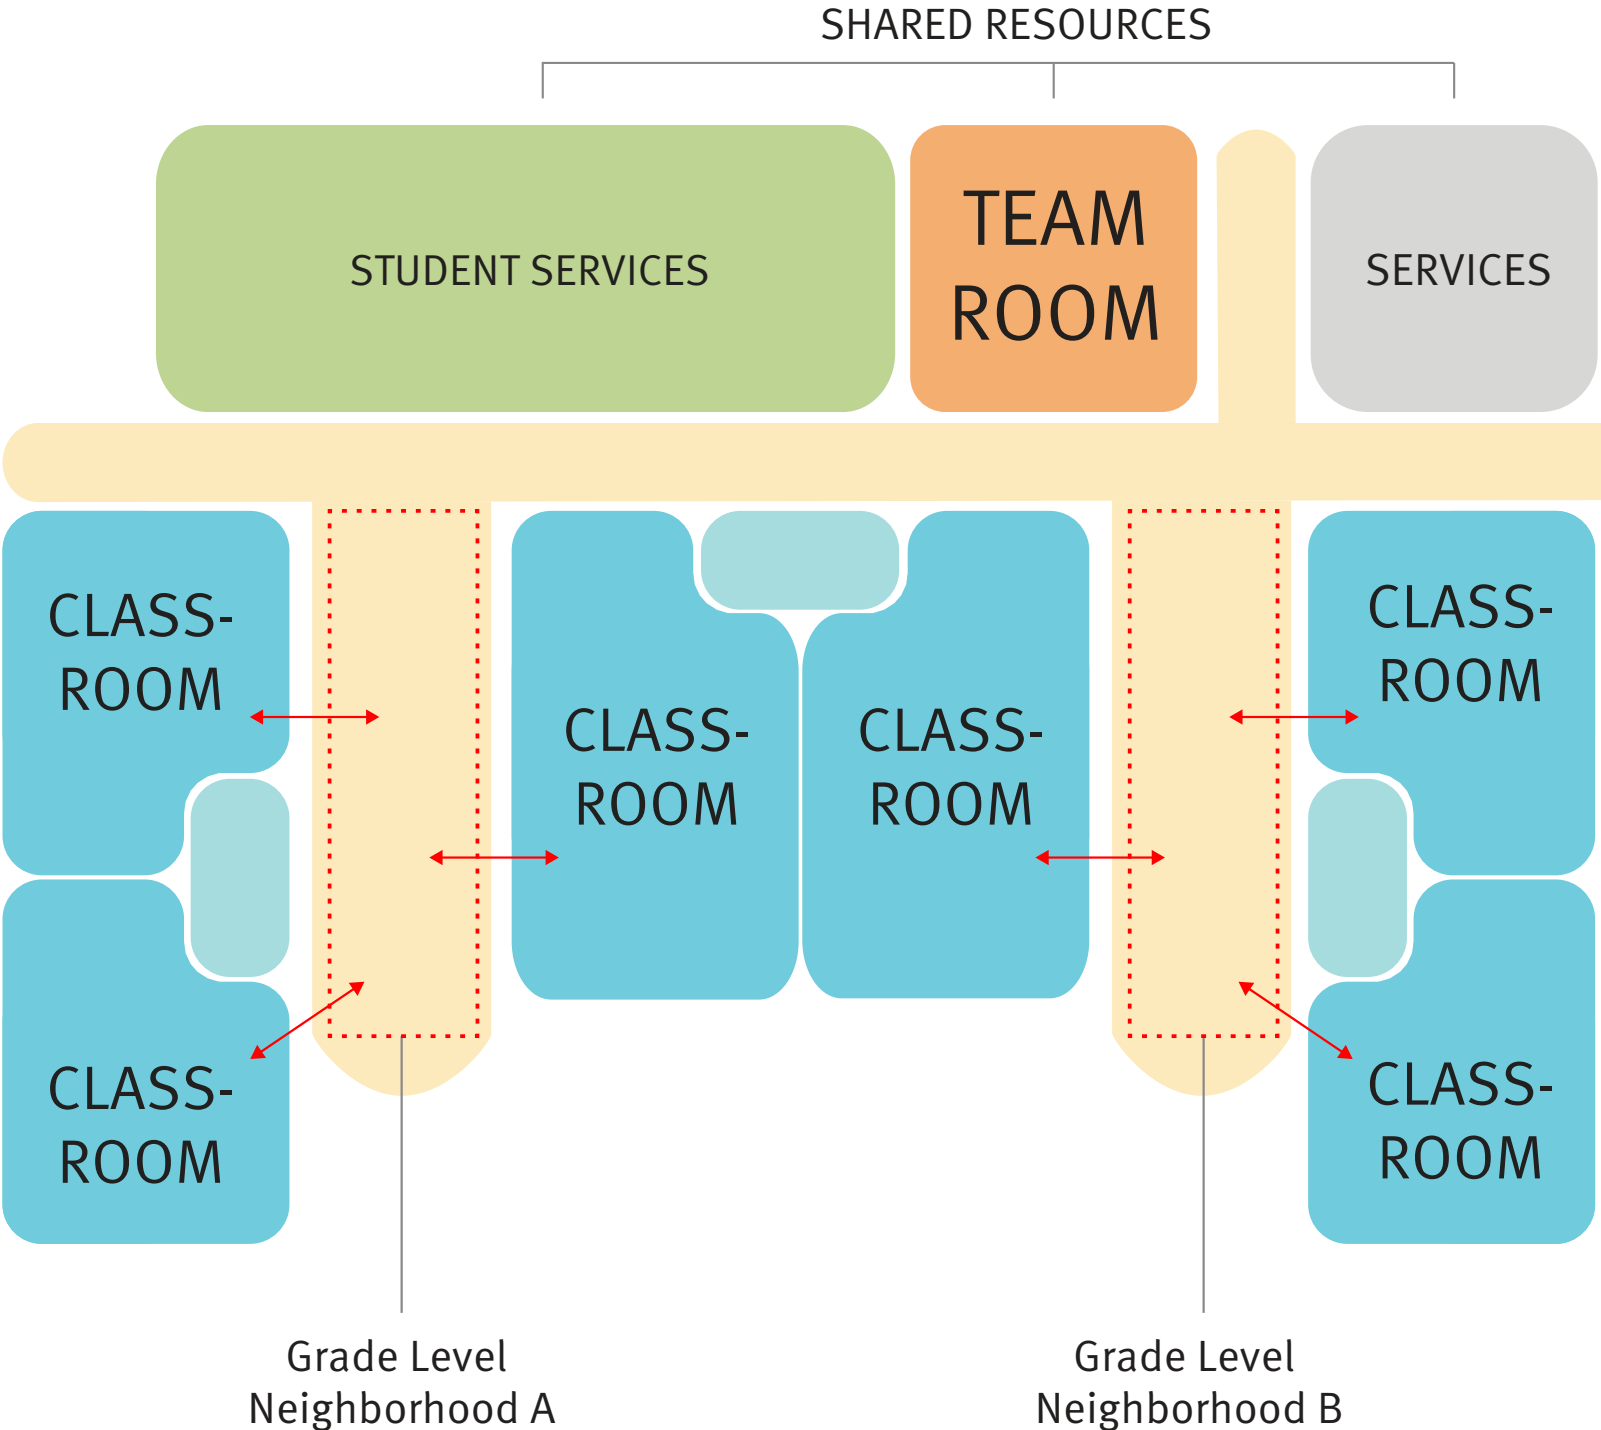 SHARED RESOURCES
STUDENT SERVICES
TEAM
ROOM
SERVICES
CLASS-
ROOM
CLASS-
ROOM
CLASS-
ROOM
CLASS-
ROOM
CLASS-
ROOM
CLASS-
ROOM
Grade Level
Neighborhood A
Grade Level
Neighborhood B